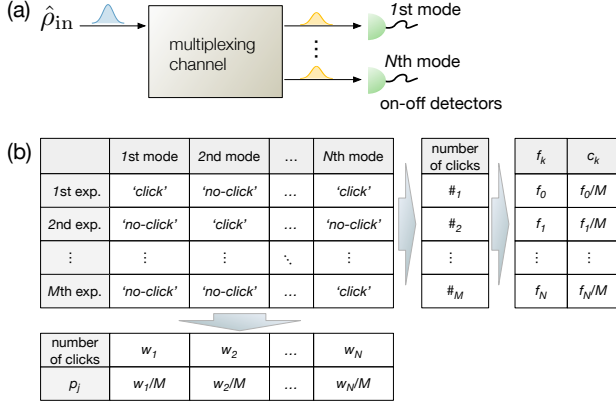 (a)
ρ̂in
multiplexing
channel
1st mode
⋮
Nth mode
on-off detectors
(b)
1st mode 2nd mode ... Nth mode
1st exp. ‘click’ ‘no-click’ ... ‘click’
2nd exp. ‘no-click’ ‘click’ ... ‘no-click’
⋮ ⋮ ⋮ ⋱ ⋮
Mth exp. ‘no-click’ ‘no-click’ ... ‘click’
number
of clicks
#1
#2
⋮
#M
fk ck
f0 f0/M
f1 f1/M
⋮ ⋮
fN fN/M
number
of clicks w1 w2 ... wN
pj w1/M w2/M ... wN/M